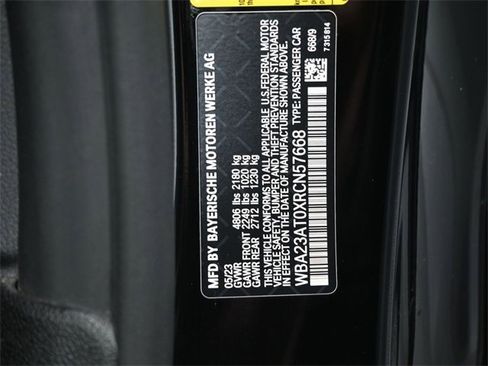 MFD BY BAYERISCHE MOTOREN WERKE AG
05/23
GVWR 4806 lbs 2180 kg
GAWR FRONT 2249 lbs 1020 kg
GAWR REAR 2712 lbs 1230 kg
THIS VEHICLE CONFORMS TO ALL APPLICABLE U.S.FEDERAL MOTOR
VEHICLE SAFETY, BUMPER AND THEFT PREVENTION STANDARDS
IN EFFECT ON THE DATE OF MANUFACTURE SHOWN ABOVE.
WBA23AT0XRCN57668 TYPE: PASSENGER CAR
668/9
7315814